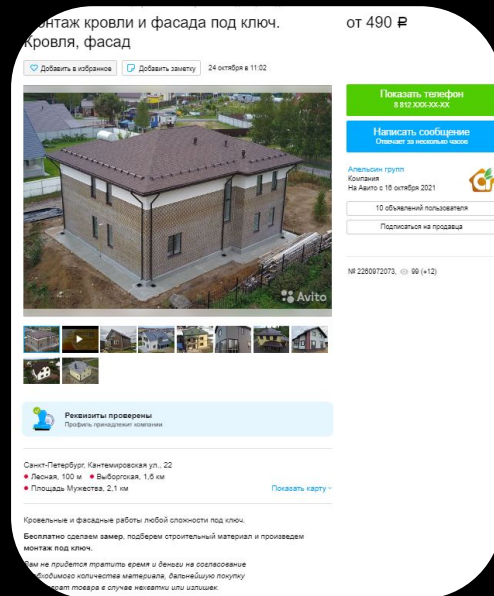 онтаж кровли и фасада под ключ.
Кровля, фасад
от 490 ₽
Добавить в избранное
Добавить заметку
24 октября в 11:02
Показать телефон
8 812 XXX-XX-XX
Написать сообщение
Отвечает за несколько часов
Апельсин групп
Компания
На Авито с 16 октября 2021
10 объявлений пользователя
Подписаться на продавца
№ 2260972073, 99 (+12)
Avito
Реквизиты проверены
Профиль принадлежит компании
Санкт-Петербург, Кантемировская ул., 22
Лесная, 100 м Выборгская, 1,6 км
Площадь Мужества, 2,1 км
Показать карту
Кровельные и фасадные работы любой сложности под ключ.
Бесплатно сделаем замер, подберем строительный материал и произведем
монтаж под ключ.
Вам не придется тратить время и деньги на согласование
обходимого количества материала, дальнейшую покупку
врат товара в случае нехватки или излишек.